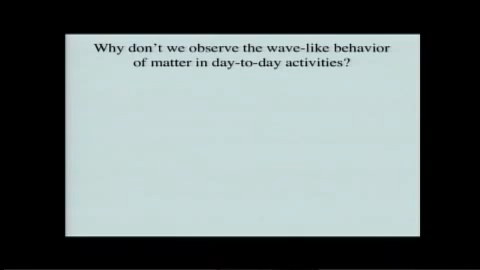 Why don't we observe the wave-like behavior
of matter in day-to-day activities?